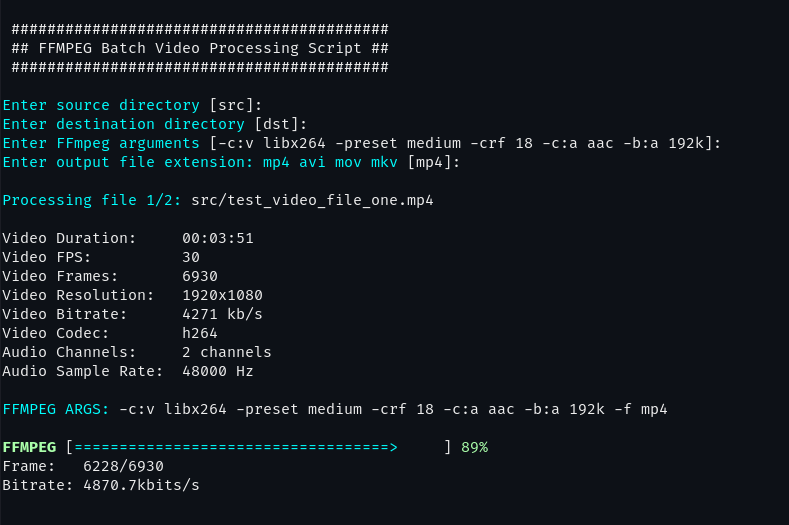 ##########################################
## FFMPEG Batch Video Processing Script ##
##########################################
Enter source directory [src]:
Enter destination directory [dst]:
Enter FFmpeg arguments [-c:v libx264 -preset medium -crf 18 -c:a aac -b:a 192k]:
Enter output file extension: mp4 avi mov mkv [mp4]:
Processing file 1/2: src/test_video_file_one.mp4
Video Duration:     00:03:51
Video FPS:          30
Video Frames:       6930
Video Resolution:   1920x1080
Video Bitrate:      4271 kb/s
Video Codec:        h264
Audio Channels:     2 channels
Audio Sample Rate:  48000 Hz
FFMPEG ARGS: -c:v libx264 -preset medium -crf 18 -c:a aac -b:a 192k -f mp4
FFMPEG [===================================>     ] 89%
Frame:   6228/6930
Bitrate: 4870.7kbits/s